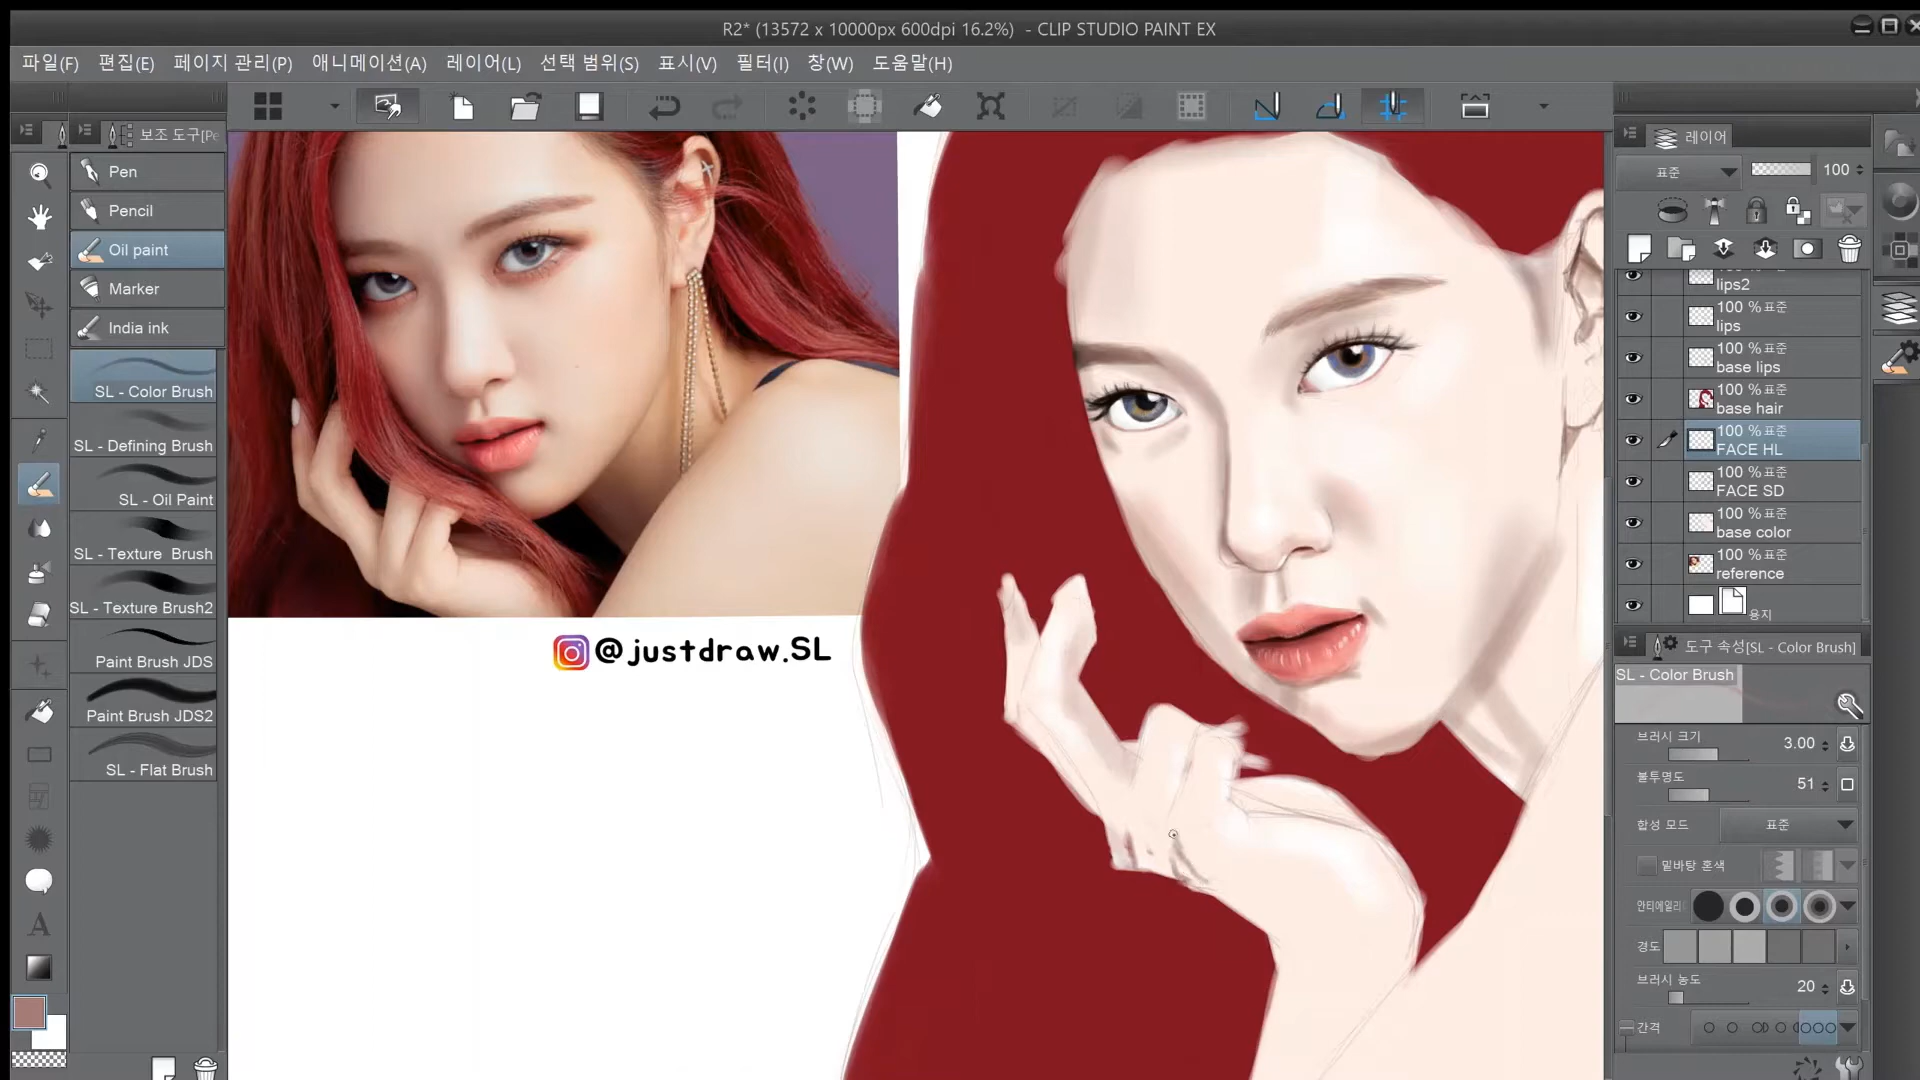 R2* (13572 x 10000px 600dpi 16.2%) - CLIP STUDIO PAINT EX
파일(F) 편집(E) 페이지 관리(P) 애니메이션(A) 레이어(L) 선택 범위(S) 표시(V) 필터(I) 창(W) 도움말(H)
보조 도구[Pe
Pen
Pencil
Oil paint
Marker
India ink
SL - Color Brush
SL - Defining Brush
SL - Oil Paint
SL - Texture Brush
SL - Texture Brush2
Paint Brush JDS
Paint Brush JDS2
SL - Flat Brush
@justdraw.SL
레이어
표준 100
lips2
100 %표준
lips
100 %표준
base lips
100 %표준
base hair
100 %표준
FACE HL
100 %표준
FACE SD
100 %표준
base color
100 %표준
reference
용지
도구 속성[SL - Color Brush]
SL - Color Brush
브러시 크기 3.00
불투명도 51
합성 모드 표준
밑바탕 혼색
안티에일리
경도
브러시 농도 20
간격